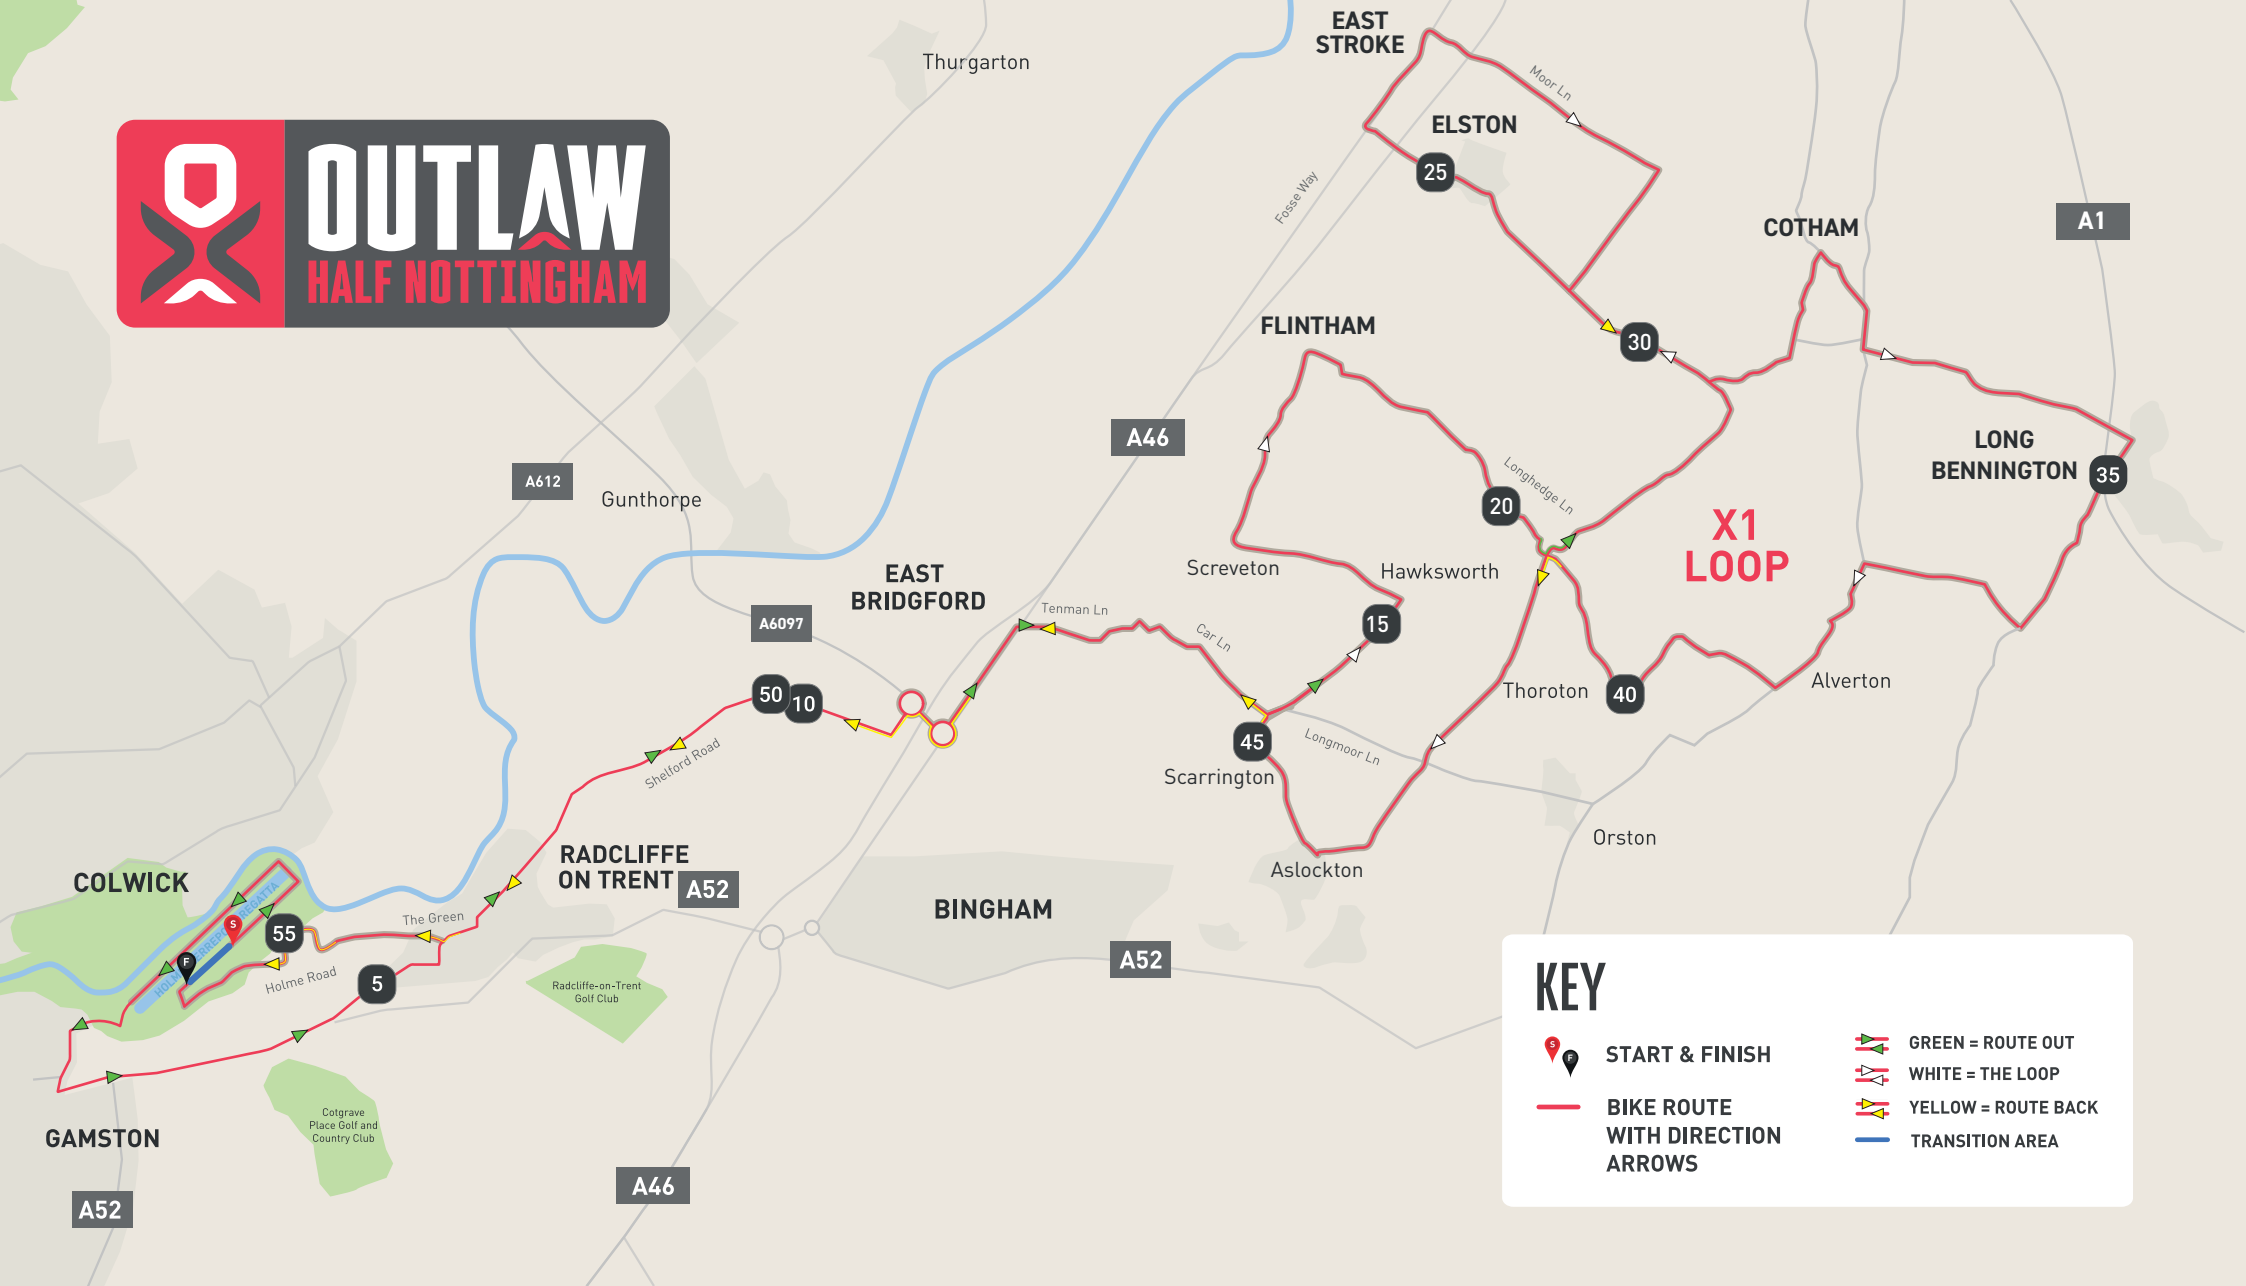 EAST
STROKE
Thurgarton
Moor Ln
ELSTON
OUTLAW
HALF NOTTINGHAM
25
Fosse Way
COTHAM
A1
FLINTHAM
30
A46
LONG
BENNINGTON
35
A612
Gunthorpe
Longhedge Ln
20
X1
LOOP
Screveton
Hawksworth
EAST
BRIDGFORD
Tenman Ln
A6097
Car Ln
15
50
10
Thoroton
40
Alverton
45
Longmoor Ln
Shelford Road
Scarrington
Orston
RADCLIFFE
ON TRENT
A52
Aslockton
COLWICK
BINGHAM
The Green
S
55
F
Holme Road
5
A52
Radcliffe-on-Trent
Golf Club
Cotgrave
Place Golf and
Country Club
GAMSTON
A52
A46
KEY
S
F
START & FINISH
BIKE ROUTE
WITH DIRECTION
ARROWS
GREEN = ROUTE OUT
WHITE = THE LOOP
YELLOW = ROUTE BACK
TRANSITION AREA